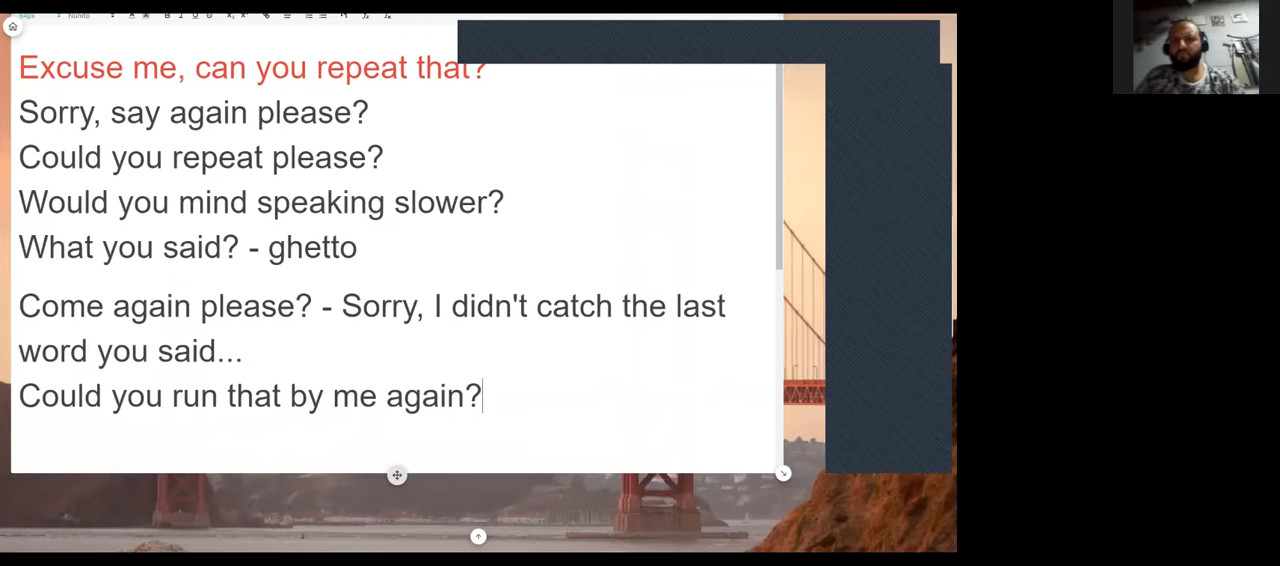 Nunito
Excuse me, can you repeat that?
Sorry, say again please?
Could you repeat please?
Would you mind speaking slower?
What you said? - ghetto
Come again please? - Sorry, I didn't catch the last
word you said...
Could you run that by me again?